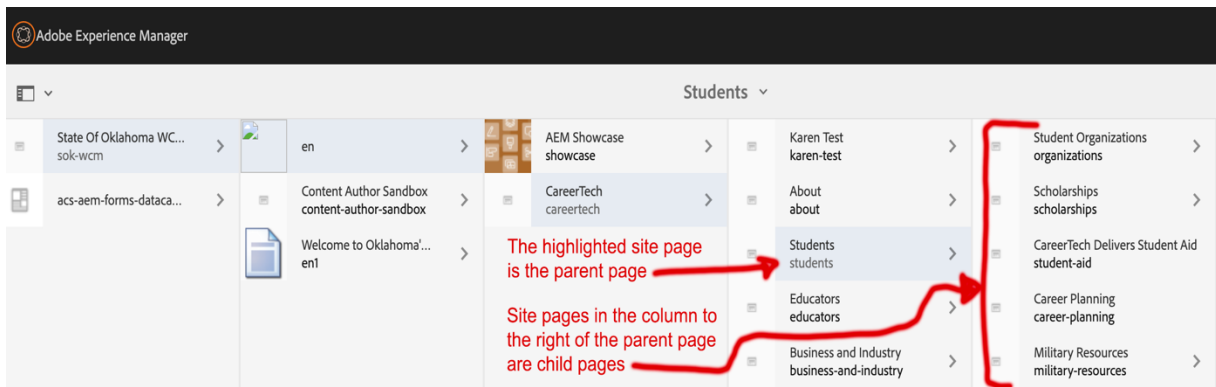 Adobe Experience Manager
Students
State Of Oklahoma WC...
sok-wcm
acs-aem-forms-dataca...
en
Content Author Sandbox
content-author-sandbox
Welcome to Oklahoma'...
en1
AEM Showcase
showcase
CareerTech
careertech
The highlighted site page
is the parent page
Site pages in the column to
the right of the parent page
are child pages
Karen Test
karen-test
About
about
Students
students
Educators
educators
Business and Industry
business-and-industry
Student Organizations
organizations
Scholarships
scholarships
CareerTech Delivers Student Aid
student-aid
Career Planning
career-planning
Military Resources
military-resources